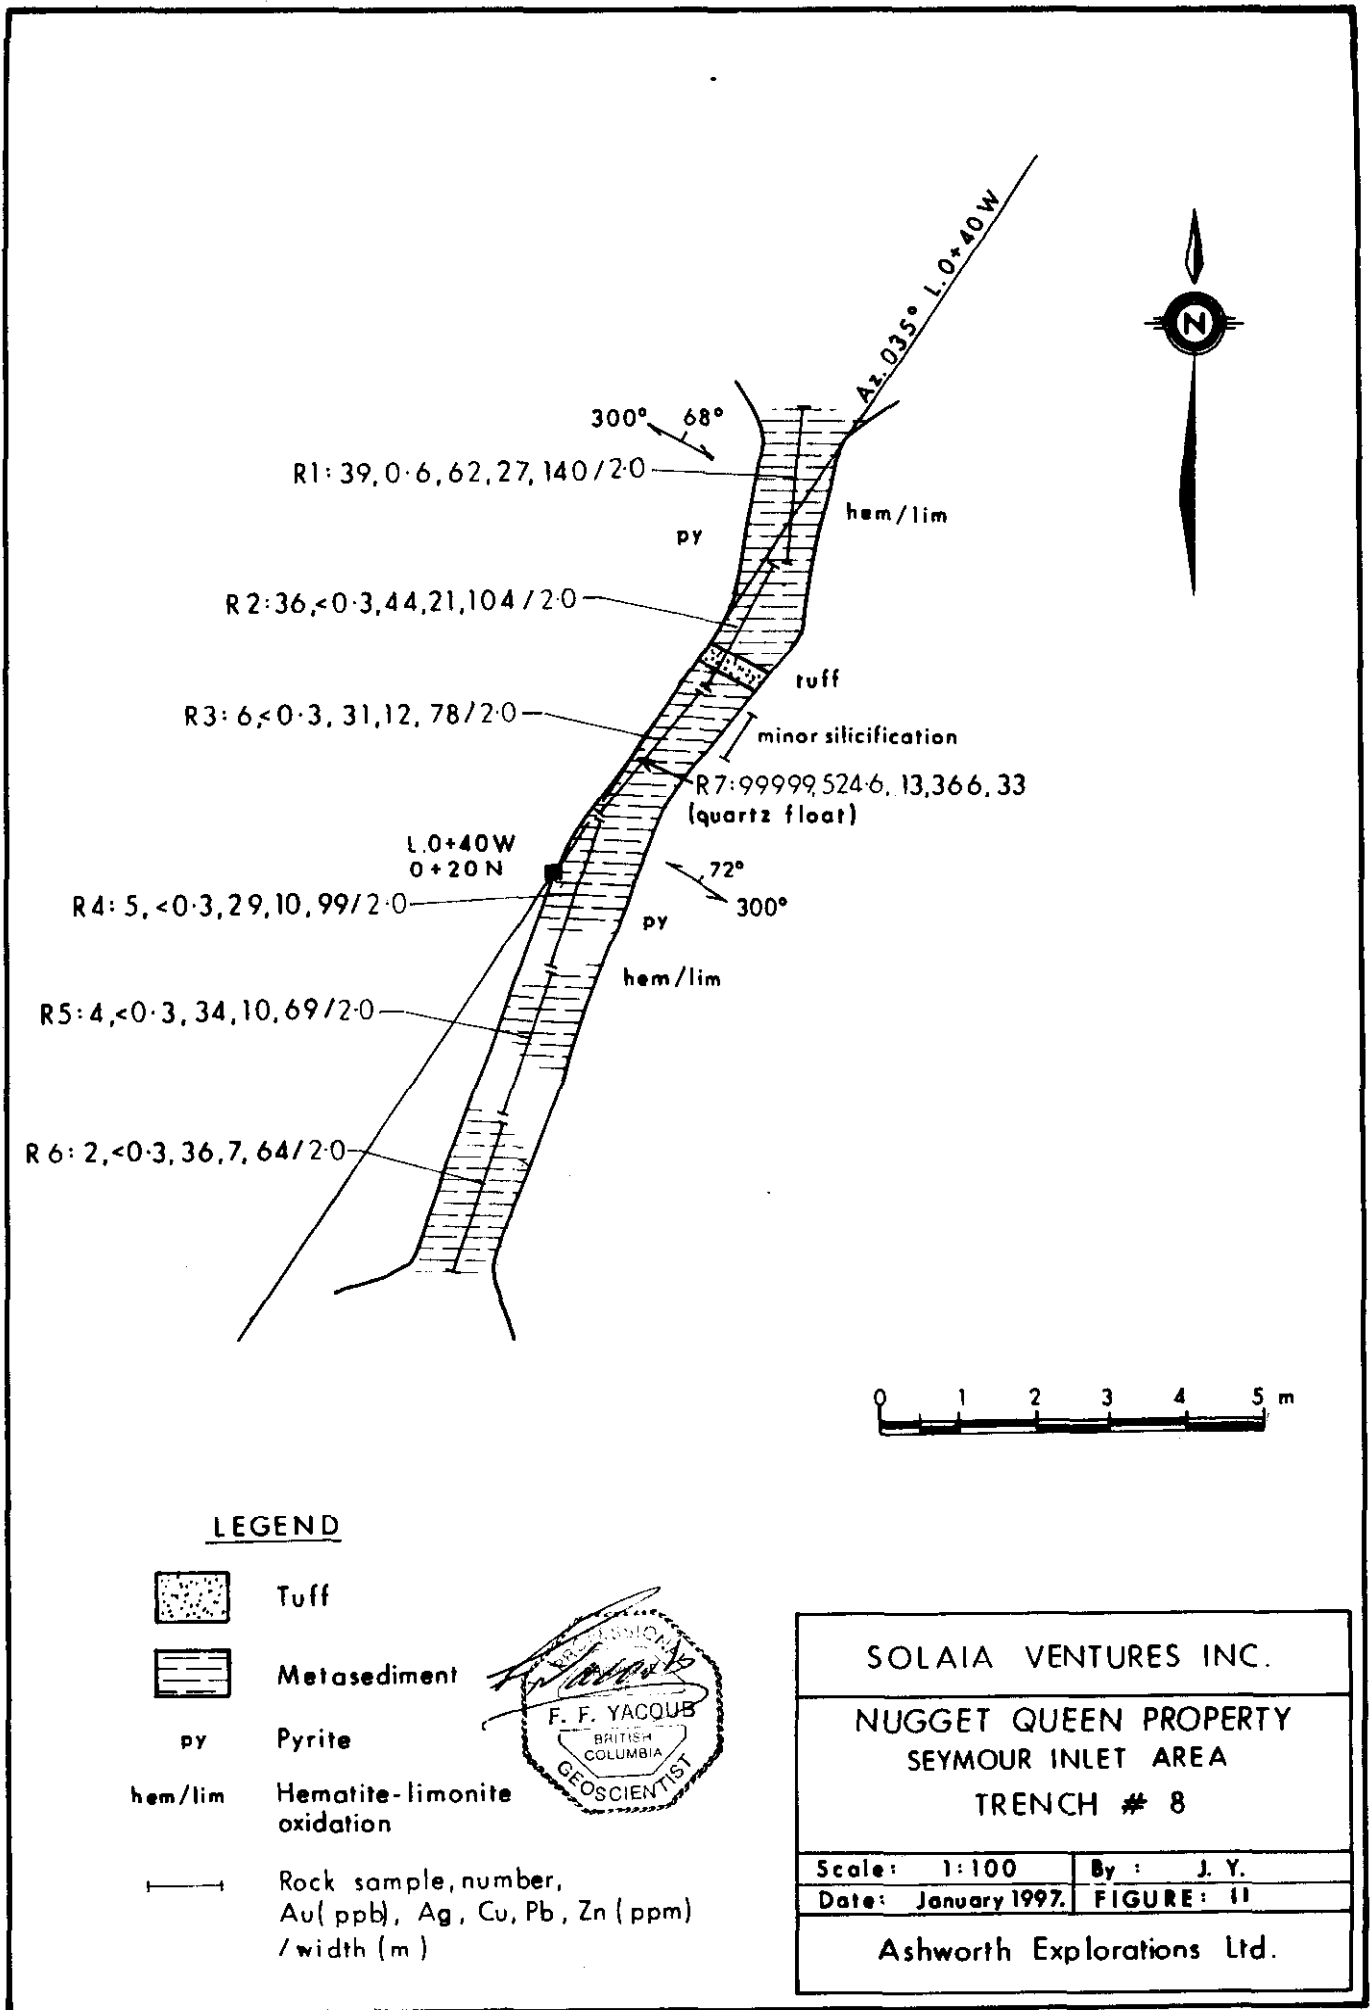 Az. 035° L. 0+40 W
N
300° 68°
R1: 39, 0·6, 62, 27, 140 / 2·0
hem/lim
py
R 2: 36, <0·3, 44, 21, 104 / 2·0
tuff
R3: 6, <0·3, 31, 12, 78/2·0
minor silicification
R7: 99999, 524·6, 13, 366, 33
(quartz float)
L.0+40W
0+20 N
72°
300°
R4: 5, <0·3, 29, 10, 99/2·0
py
hem/lim
R5: 4, <0·3, 34, 10, 69/2·0
R 6: 2, <0·3, 36, 7, 64/2·0
0 1 2 3 4 5 m
LEGEND
Tuff
Metasediment
py Pyrite
hem/lim Hematite-limonite
oxidation
Rock sample, number,
Au( ppb), Ag, Cu, Pb, Zn ( ppm)
/ width ( m )
PROFESSIONAL
F. F. YACOUB
BRITISH
COLUMBIA
GEOSCIENTIST
SOLAIA VENTURES INC.
NUGGET QUEEN PROPERTY
SEYMOUR INLET AREA
TRENCH # 8
Scale: 1:100 By : J. Y.
Date: January 1997. FIGURE: 11
Ashworth Explorations Ltd.